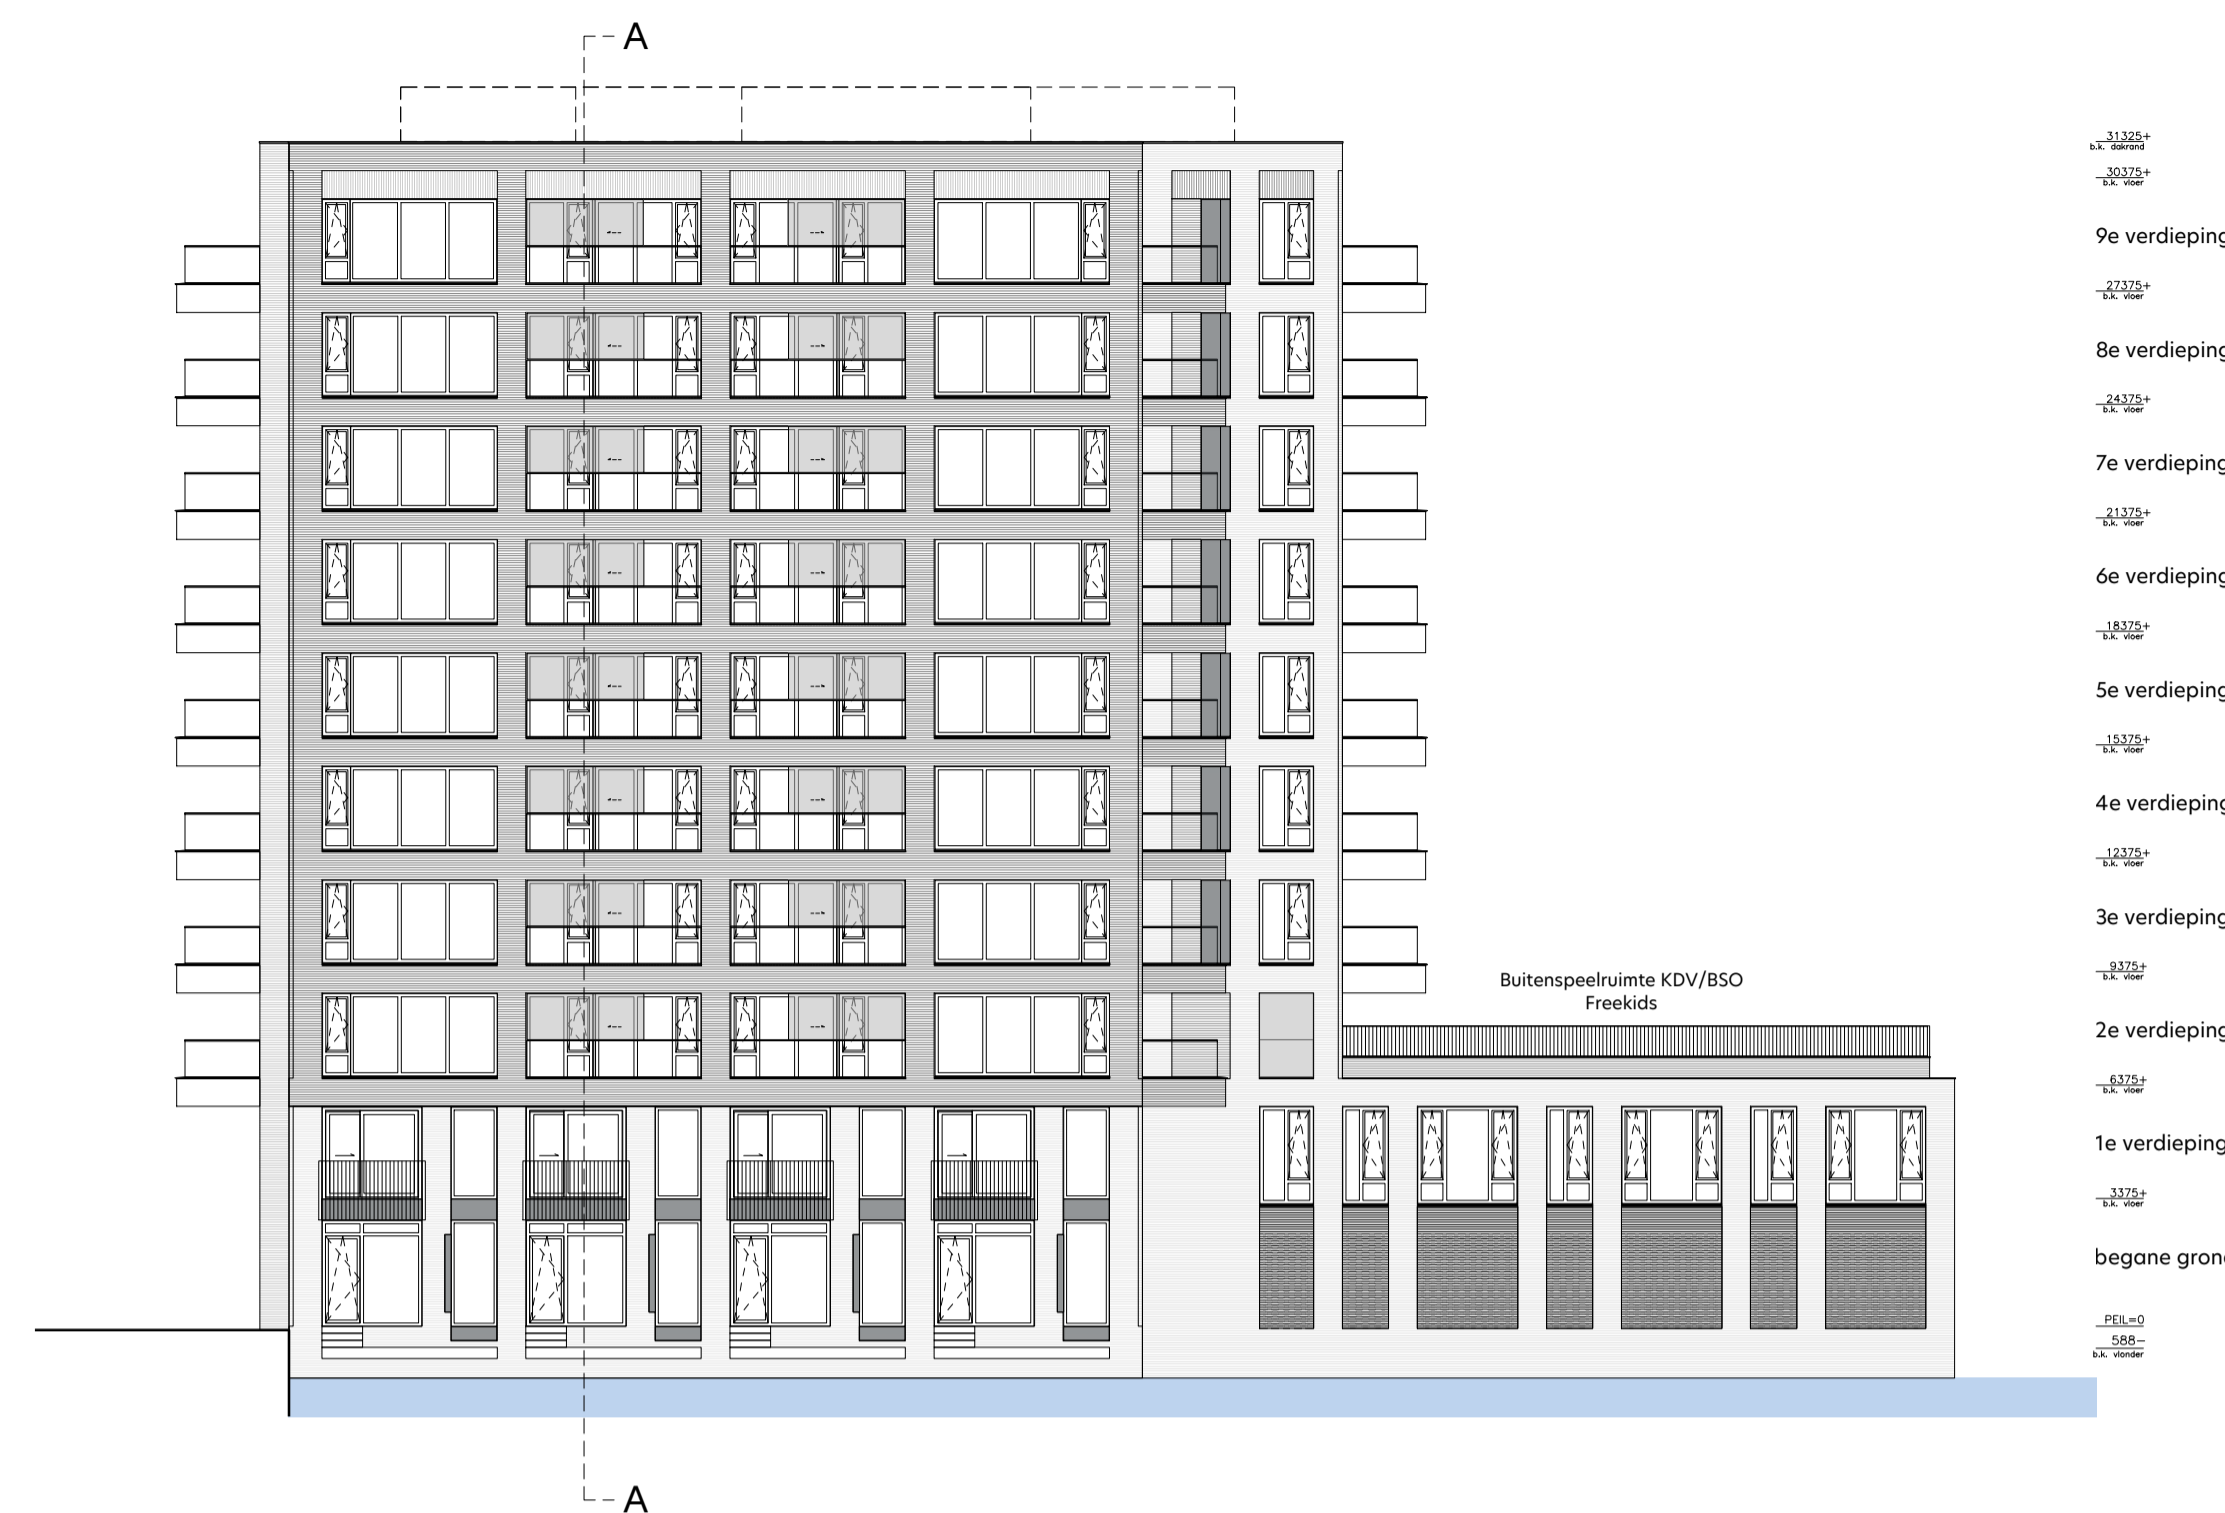 A
31325+
b.k. dakrand
30375+
b.k. vloer
9e verdieping
27375+
b.k. vloer
8e verdieping
24375+
b.k. vloer
7e verdieping
21375+
b.k. vloer
6e verdieping
18375+
b.k. vloer
5e verdieping
15375+
b.k. vloer
4e verdieping
12375+
b.k. vloer
3e verdieping
Buitenspeelruimte KDV/BSO
Freekids
9375+
b.k. vloer
2e verdieping
6375+
b.k. vloer
1e verdieping
3375+
b.k. vloer
begane gron
PEIL=0
588-
b.k. vlonder
A